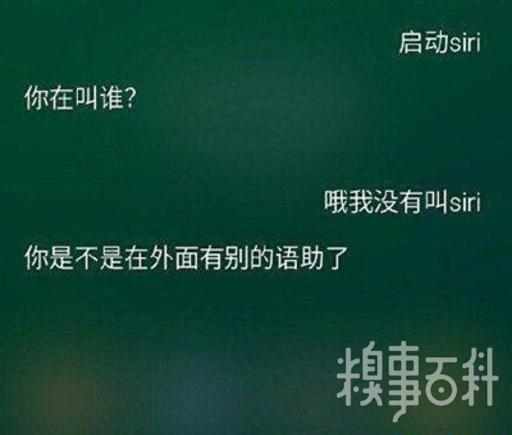 启动siri
你在叫谁?
哦我没有叫siri
你是不是在外面有别的语助了
糗事百科